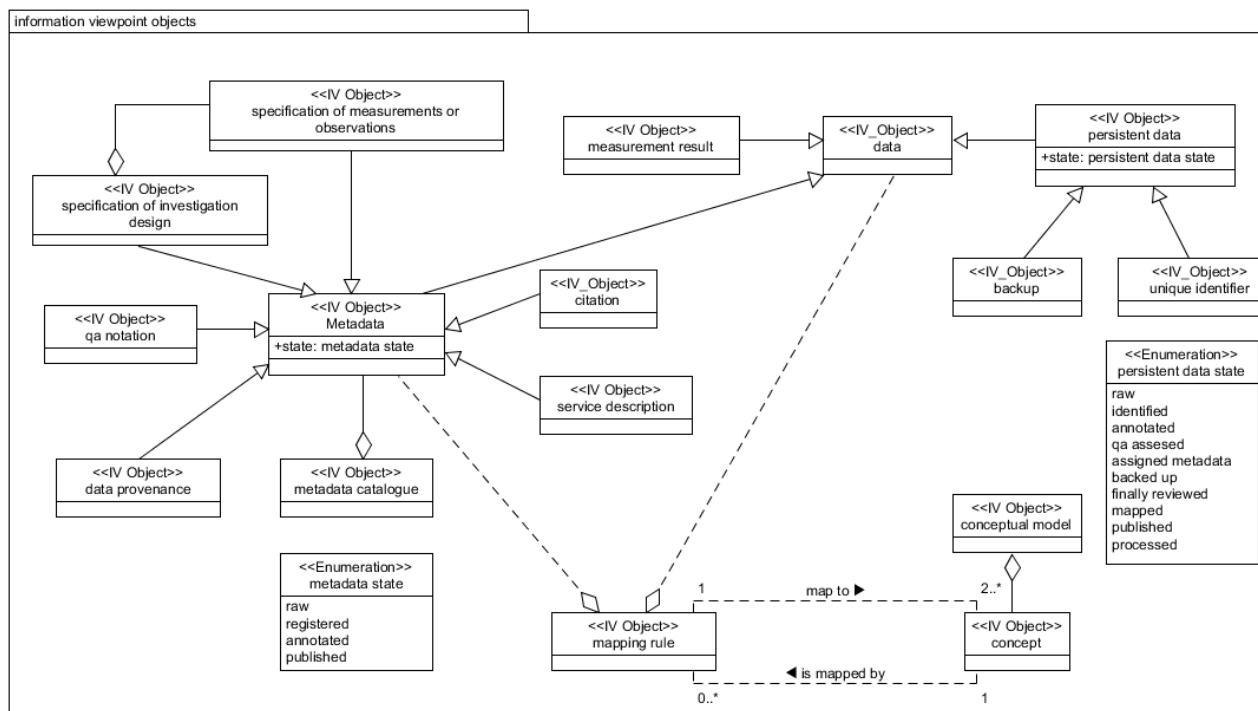 information viewpoint objects
<<IV Object>>
specification of measurements or
observations
<<IV Object>>
measurement result
<<IV_Object>>
data
<<IV Object>>
persistent data
+state: persistent data state
<<IV Object>>
specification of investigation
design
<<IV_Object>>
backup
<<IV_Object>>
unique identifier
<<IV Object>>
qa notation
<<IV Object>>
Metadata
+state: metadata state
<<IV_Object>>
citation
<<IV Object>>
service description
<<Enumeration>>
persistent data state
raw
identified
annotated
qa assesed
assigned metadata
backed up
finally reviewed
mapped
published
processed
<<IV Object>>
data provenance
<<IV Object>>
metadata catalogue
<<IV Object>>
conceptual model
<<Enumeration>>
metadata state
raw
registered
annotated
published
1
map to ▶
2..*
<<IV Object>>
mapping rule
<<IV Object>>
concept
◀ is mapped by
0..*
1